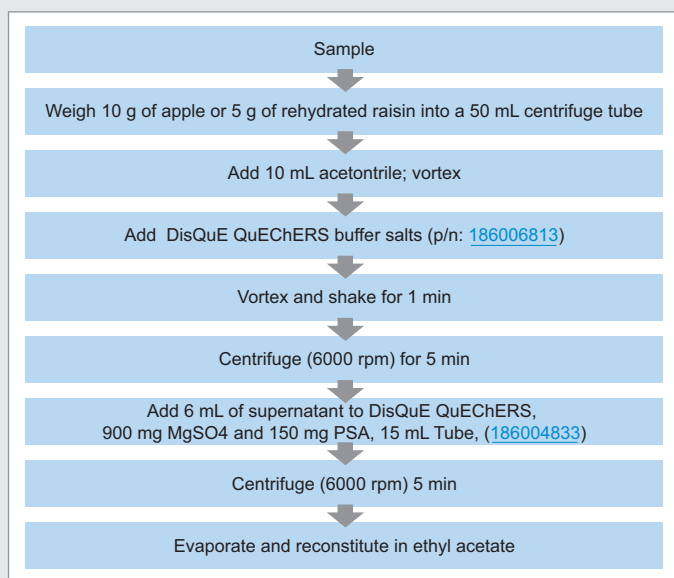 Sample
Weigh 10 g of apple or 5 g of rehydrated raisin into a 50 mL centrifuge tube
Add 10 mL acetontrile; vortex
Add DisQuE QuEChERS buffer salts (p/n: 186006813)
Vortex and shake for 1 min
Centrifuge (6000 rpm) for 5 min
Add 6 mL of supernatant to DisQuE QuEChERS,
900 mg MgSO4 and 150 mg PSA, 15 mL Tube, (186004833)
Centrifuge (6000 rpm) 5 min
Evaporate and reconstitute in ethyl acetate